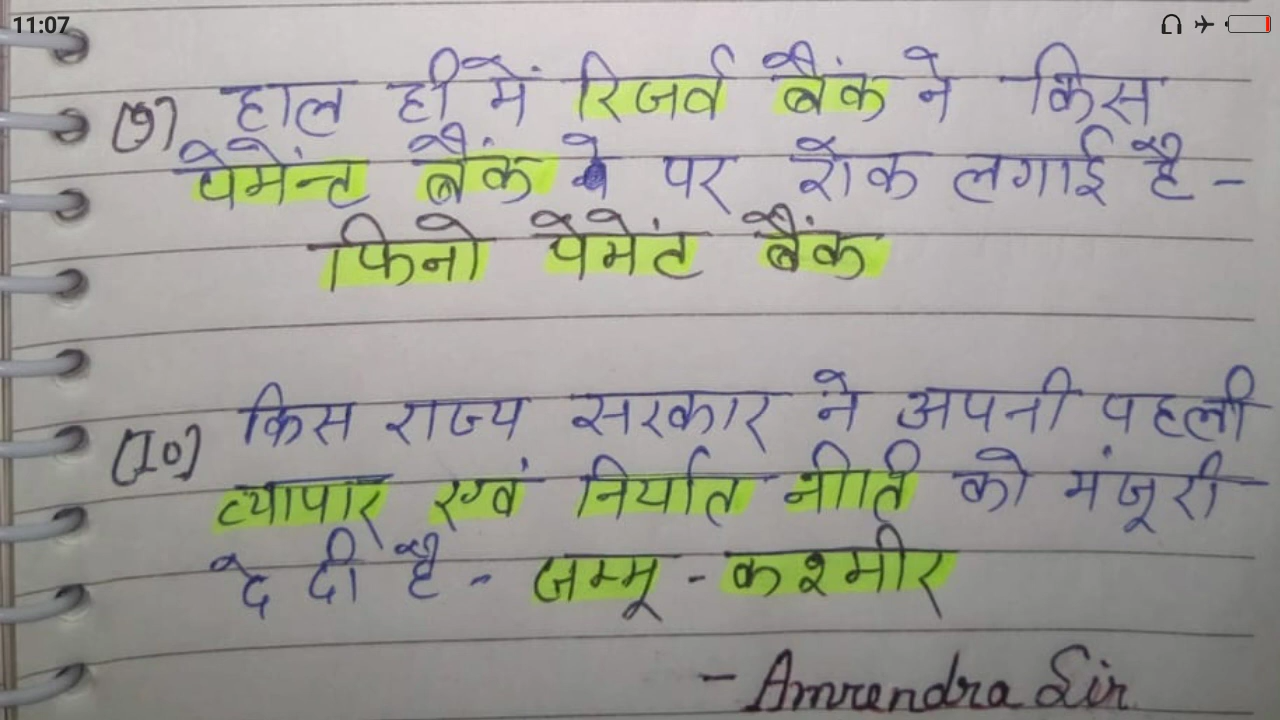 11:07
(9) हाल ही में रिजर्व बैंक ने किस
पेमेंन्ट बैंक पर रोक लगाई है -
फिनो पेमेंट बैंक
(10) किस राज्य सरकार ने अपनी पहली
व्यापार एवं निर्यात नीति को मंजूरी
दे दी है - जम्मू - कश्मीर
- Amrendra Sir